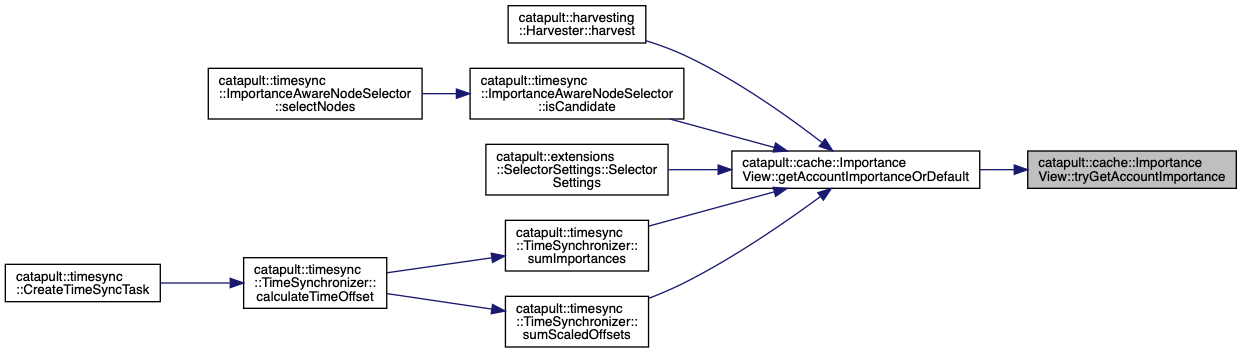 catapult::harvesting
::Harvester::harvest
catapult::timesync
::ImportanceAwareNodeSelector
::selectNodes
catapult::timesync
::ImportanceAwareNodeSelector
::isCandidate
catapult::extensions
::SelectorSettings::Selector
Settings
catapult::cache::Importance
View::getAccountImportanceOrDefault
catapult::cache::Importance
View::tryGetAccountImportance
catapult::timesync
::TimeSynchronizer::
sumImportances
catapult::timesync
::CreateTimeSyncTask
catapult::timesync
::TimeSynchronizer::
calculateTimeOffset
catapult::timesync
::TimeSynchronizer::
sumScaledOffsets